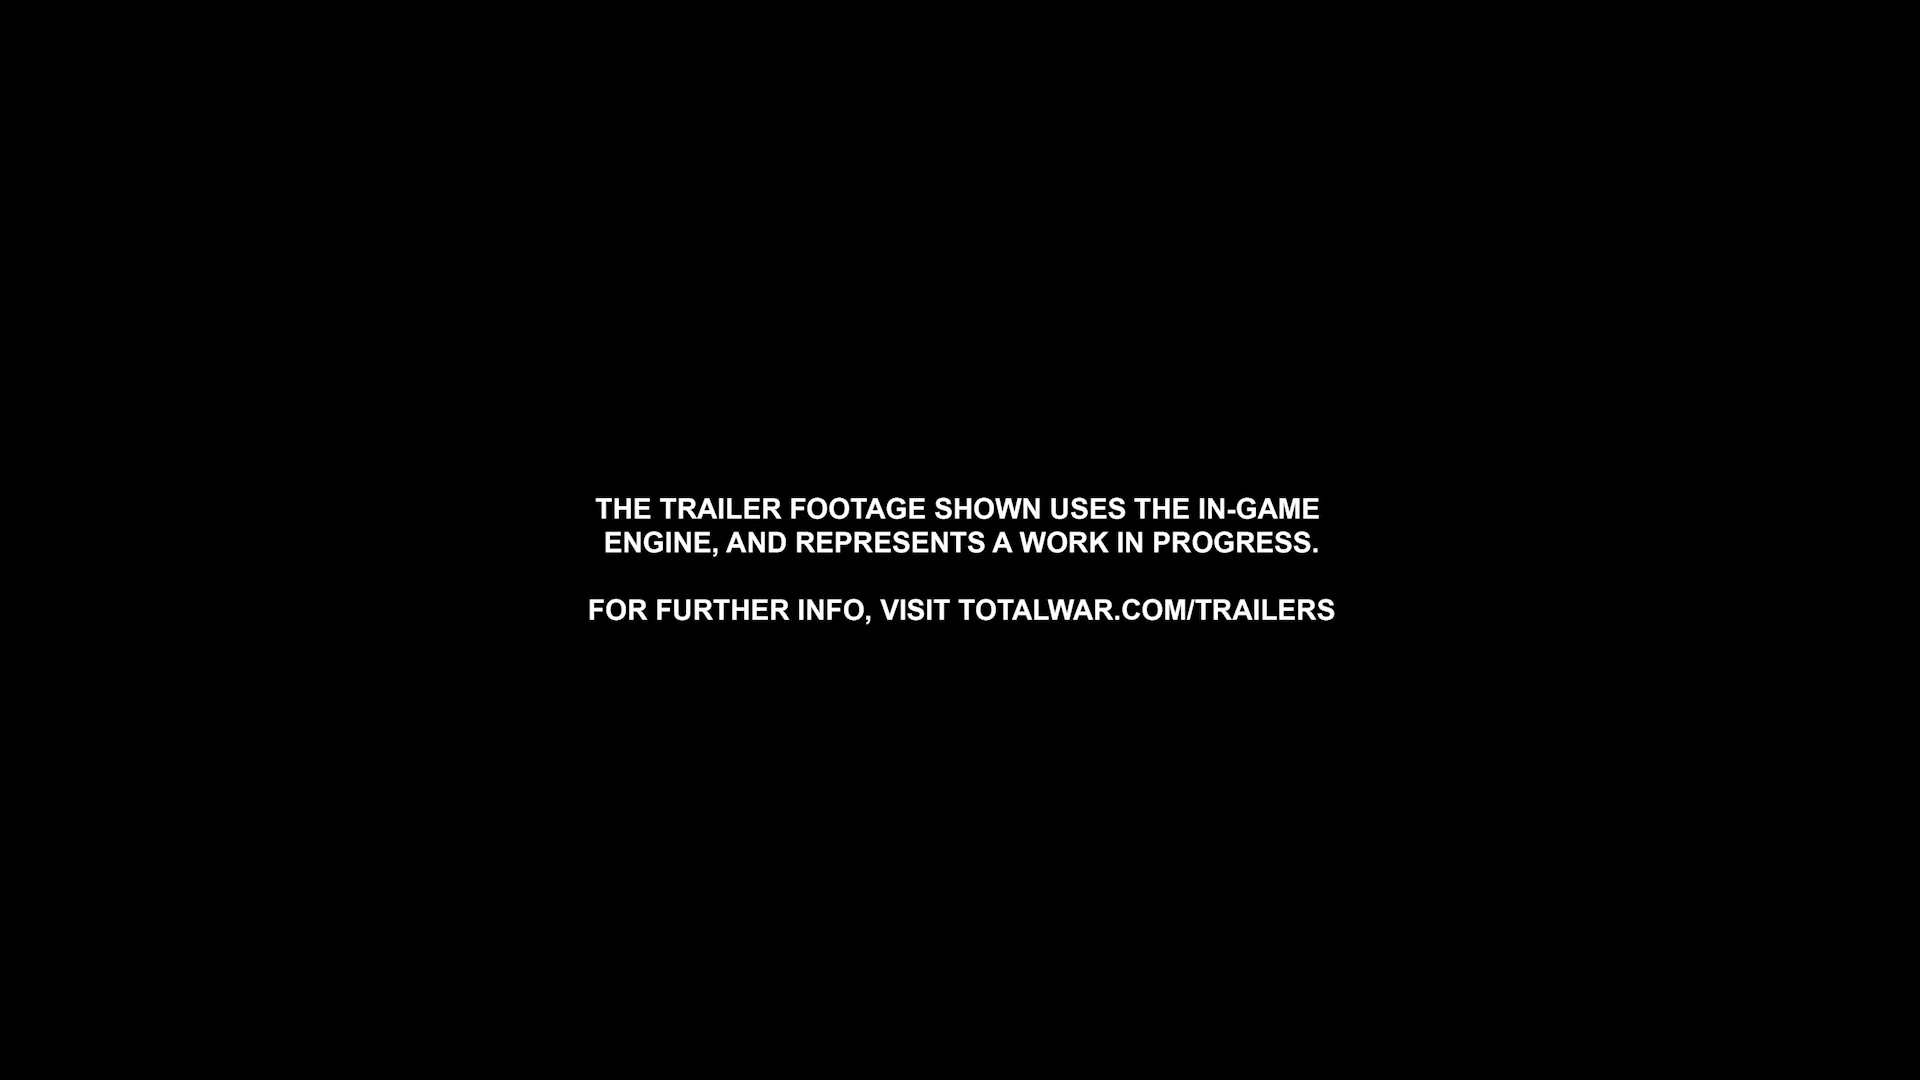 THE TRAILER FOOTAGE SHOWN USES THE IN-GAME
ENGINE, AND REPRESENTS A WORK IN PROGRESS.
FOR FURTHER INFO, VISIT TOTALWAR.COM/TRAILERS